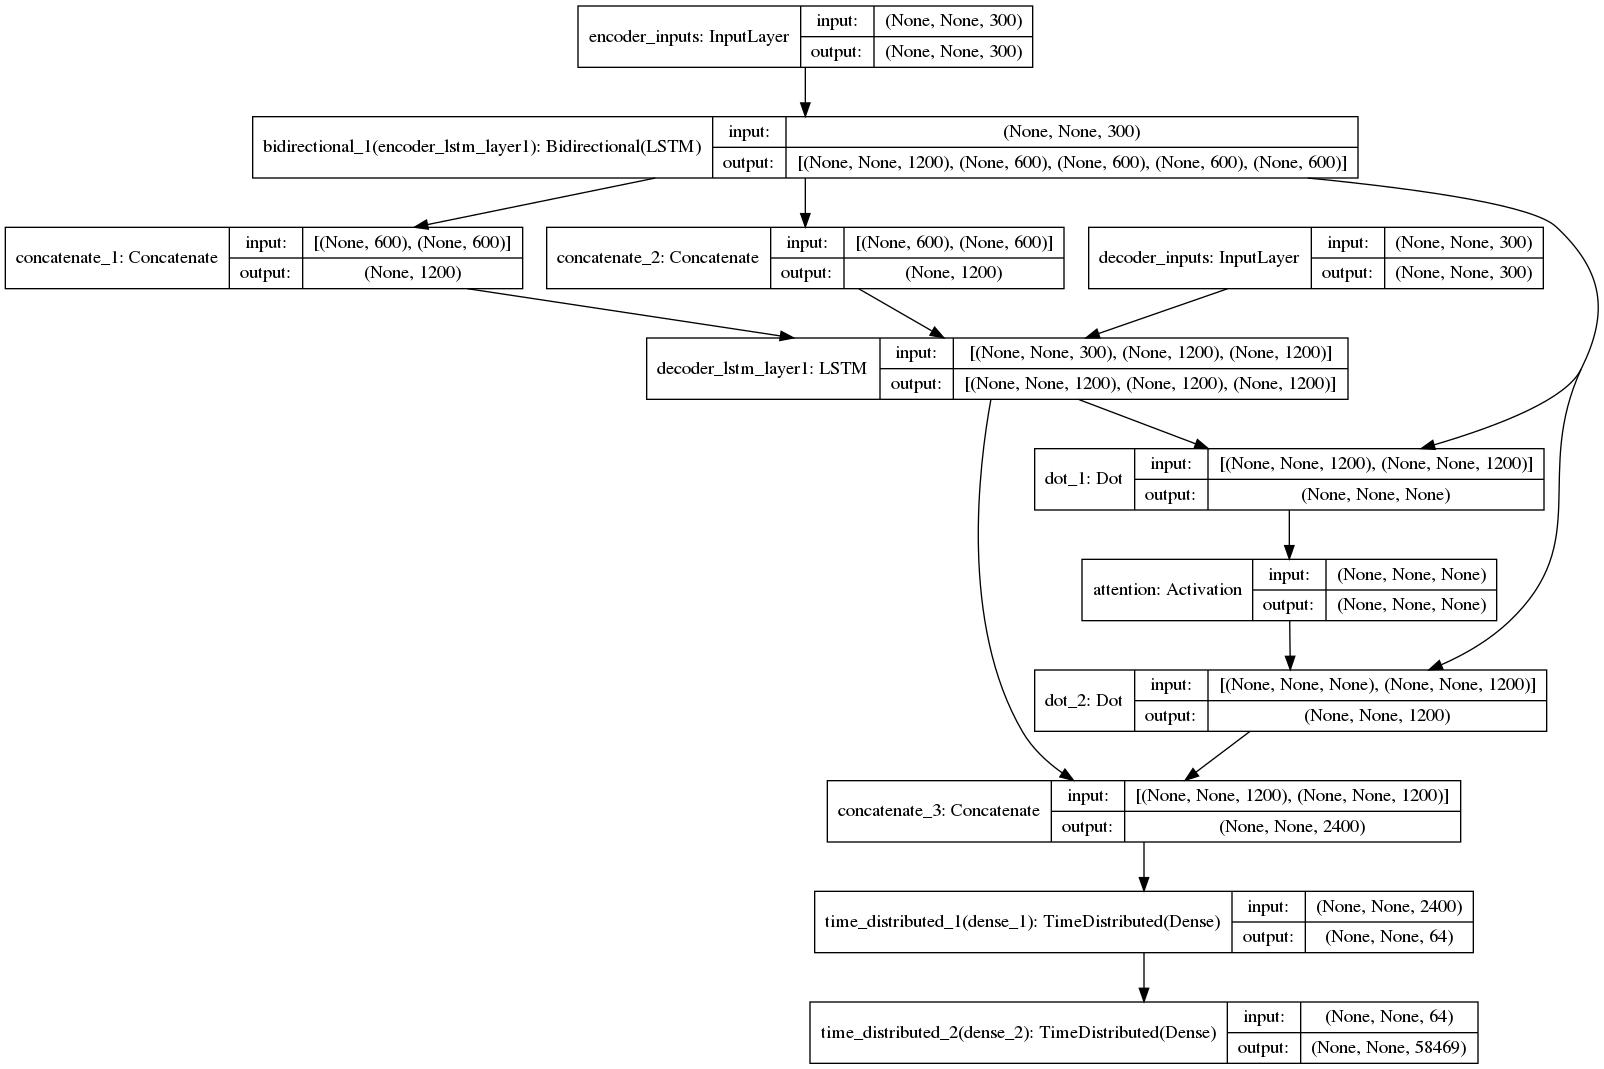 encoder_inputs: InputLayer
input:
(None, None, 300)
output:
(None, None, 300)
bidirectional_1(encoder_lstm_layer1): Bidirectional(LSTM)
input:
(None, None, 300)
output:
[(None, None, 1200), (None, 600), (None, 600), (None, 600), (None, 600)]
concatenate_1: Concatenate
input:
[(None, 600), (None, 600)]
output:
(None, 1200)
concatenate_2: Concatenate
input:
[(None, 600), (None, 600)]
output:
(None, 1200)
decoder_inputs: InputLayer
input:
(None, None, 300)
output:
(None, None, 300)
decoder_lstm_layer1: LSTM
input:
[(None, None, 300), (None, 1200), (None, 1200)]
output:
[(None, None, 1200), (None, 1200), (None, 1200)]
dot_1: Dot
input:
[(None, None, 1200), (None, None, 1200)]
output:
(None, None, None)
attention: Activation
input:
(None, None, None)
output:
(None, None, None)
dot_2: Dot
input:
[(None, None, None), (None, None, 1200)]
output:
(None, None, 1200)
concatenate_3: Concatenate
input:
[(None, None, 1200), (None, None, 1200)]
output:
(None, None, 2400)
time_distributed_1(dense_1): TimeDistributed(Dense)
input:
(None, None, 2400)
output:
(None, None, 64)
time_distributed_2(dense_2): TimeDistributed(Dense)
input:
(None, None, 64)
output:
(None, None, 58469)